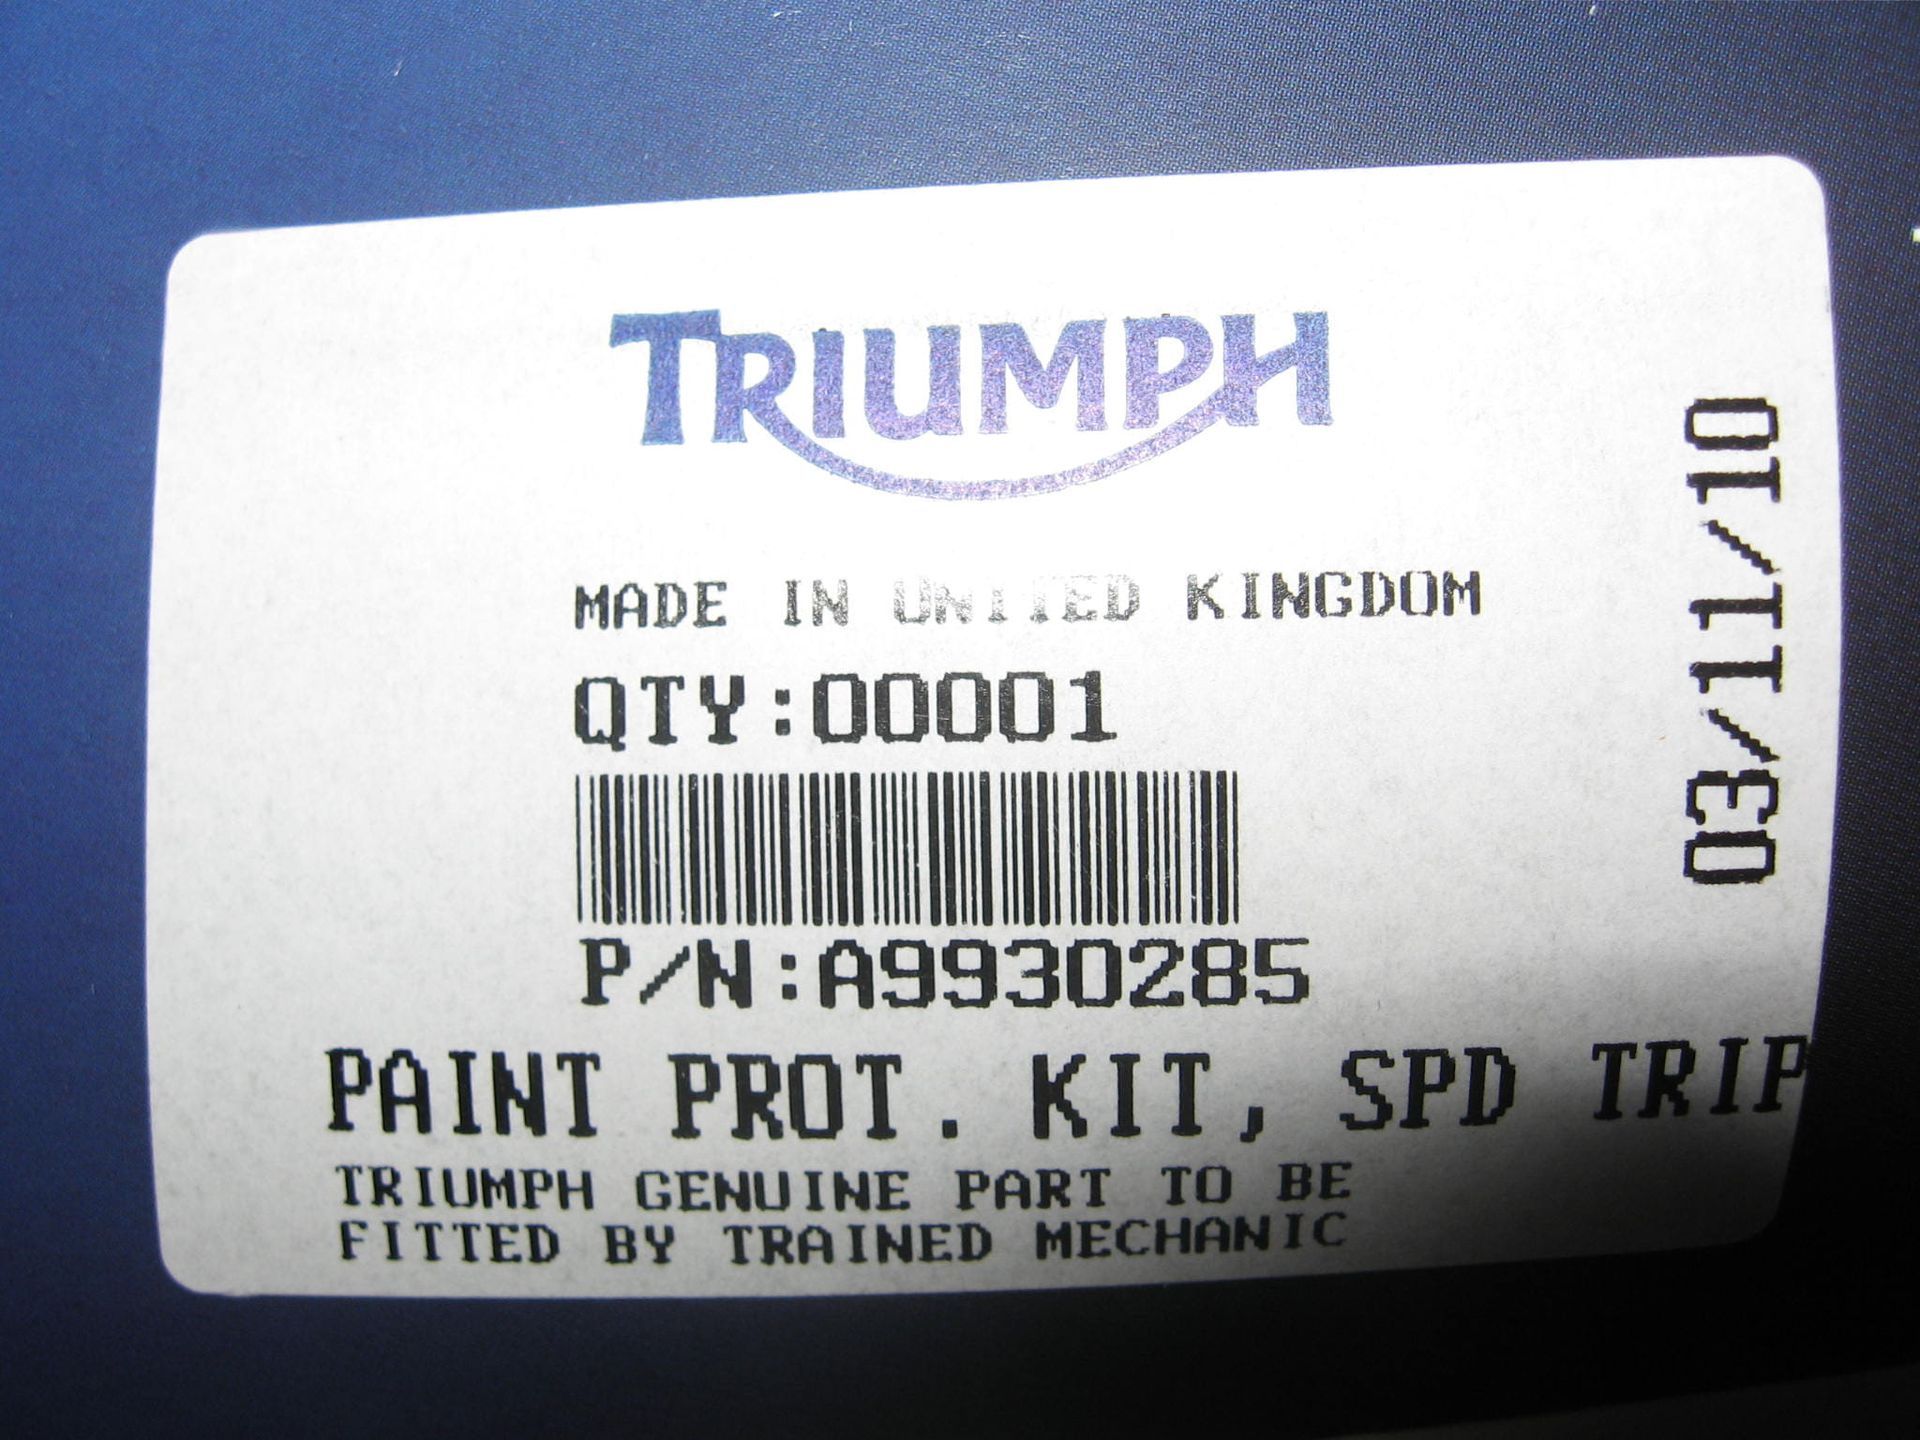 TRIUMPH
MADE IN UNITED KINGDOM
QTY:00001
P/N:A9930285
PAINT PROT. KIT, SPD TRIP
TRIUMPH GENUINE PART TO BE
FITTED BY TRAINED MECHANIC
03/11/10